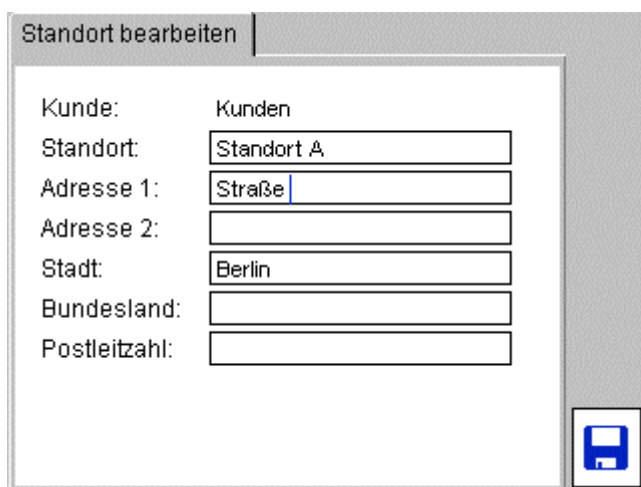 Standort bearbeiten
Kunde: Kunden
Standort: Standort A
Adresse 1: Straße
Adresse 2:
Stadt: Berlin
Bundesland:
Postleitzahl: